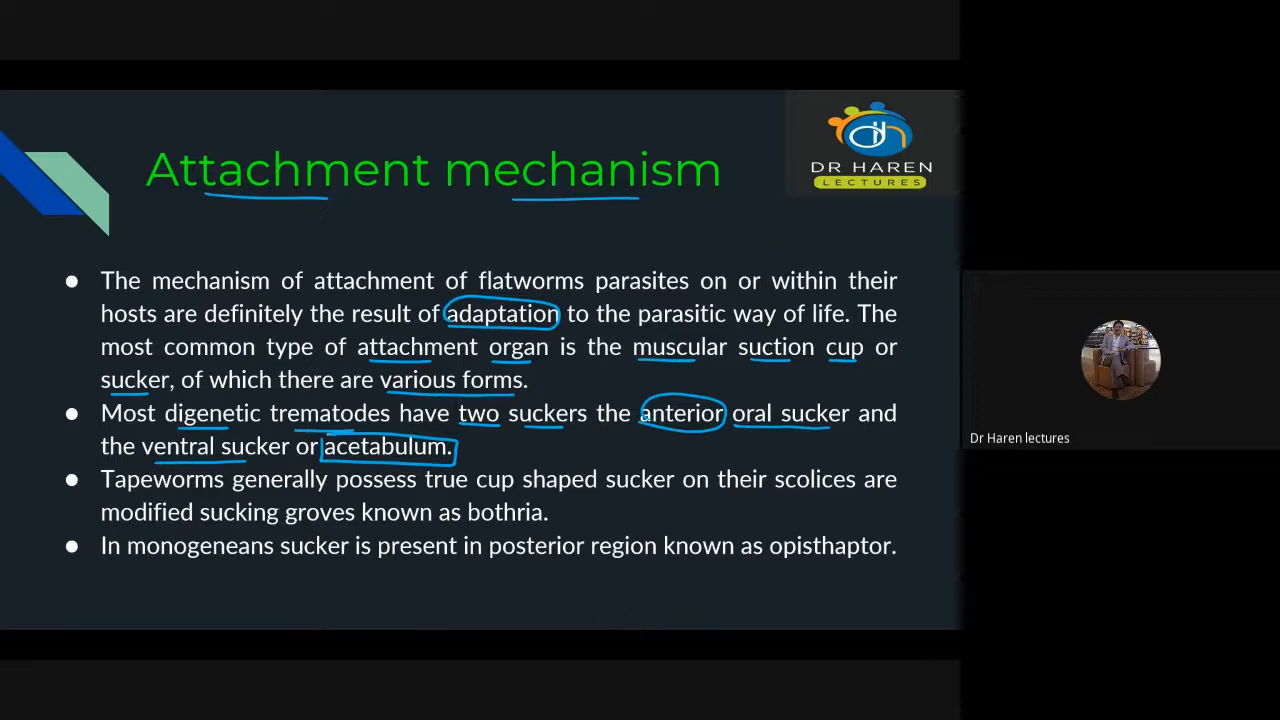 DR HAREN
LECTURES
Attachment mechanism
● The mechanism of attachment of flatworms parasites on or within their
hosts are definitely the result of adaptation to the parasitic way of life. The
most common type of attachment organ is the muscular suction cup or
sucker, of which there are various forms.
● Most digenetic trematodes have two suckers the anterior oral sucker and
the ventral sucker or acetabulum.
● Tapeworms generally possess true cup shaped sucker on their scolices are
modified sucking groves known as bothria.
● In monogeneans sucker is present in posterior region known as opisthaptor.
Dr Haren lectures